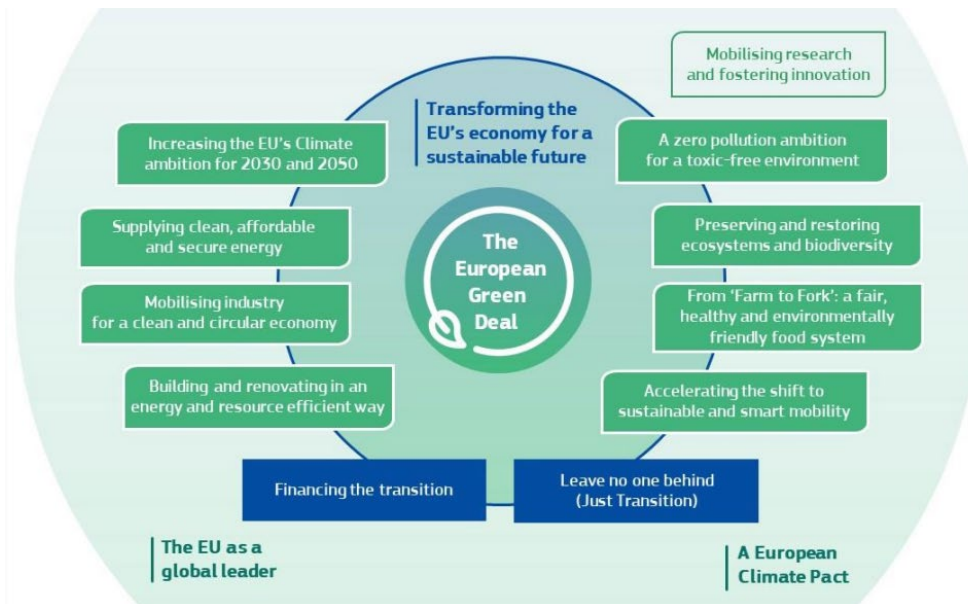 Mobilising research
and fostering innovation
Transforming the
EU's economy for a
sustainable future
Increasing the EU's Climate
ambition for 2030 and 2050
A zero pollution ambition
for a toxic-free environment
Supplying clean, affordable
and secure energy
Preserving and restoring
ecosystems and biodiversity
The
European
Green
Deal
Mobilising industry
for a clean and circular economy
From 'Farm to Fork': a fair,
healthy and environmentally
friendly food system
Building and renovating in an
energy and resource efficient way
Accelerating the shift to
sustainable and smart mobility
Financing the transition
Leave no one behind
(Just Transition)
The EU as a
global leader
A European
Climate Pact